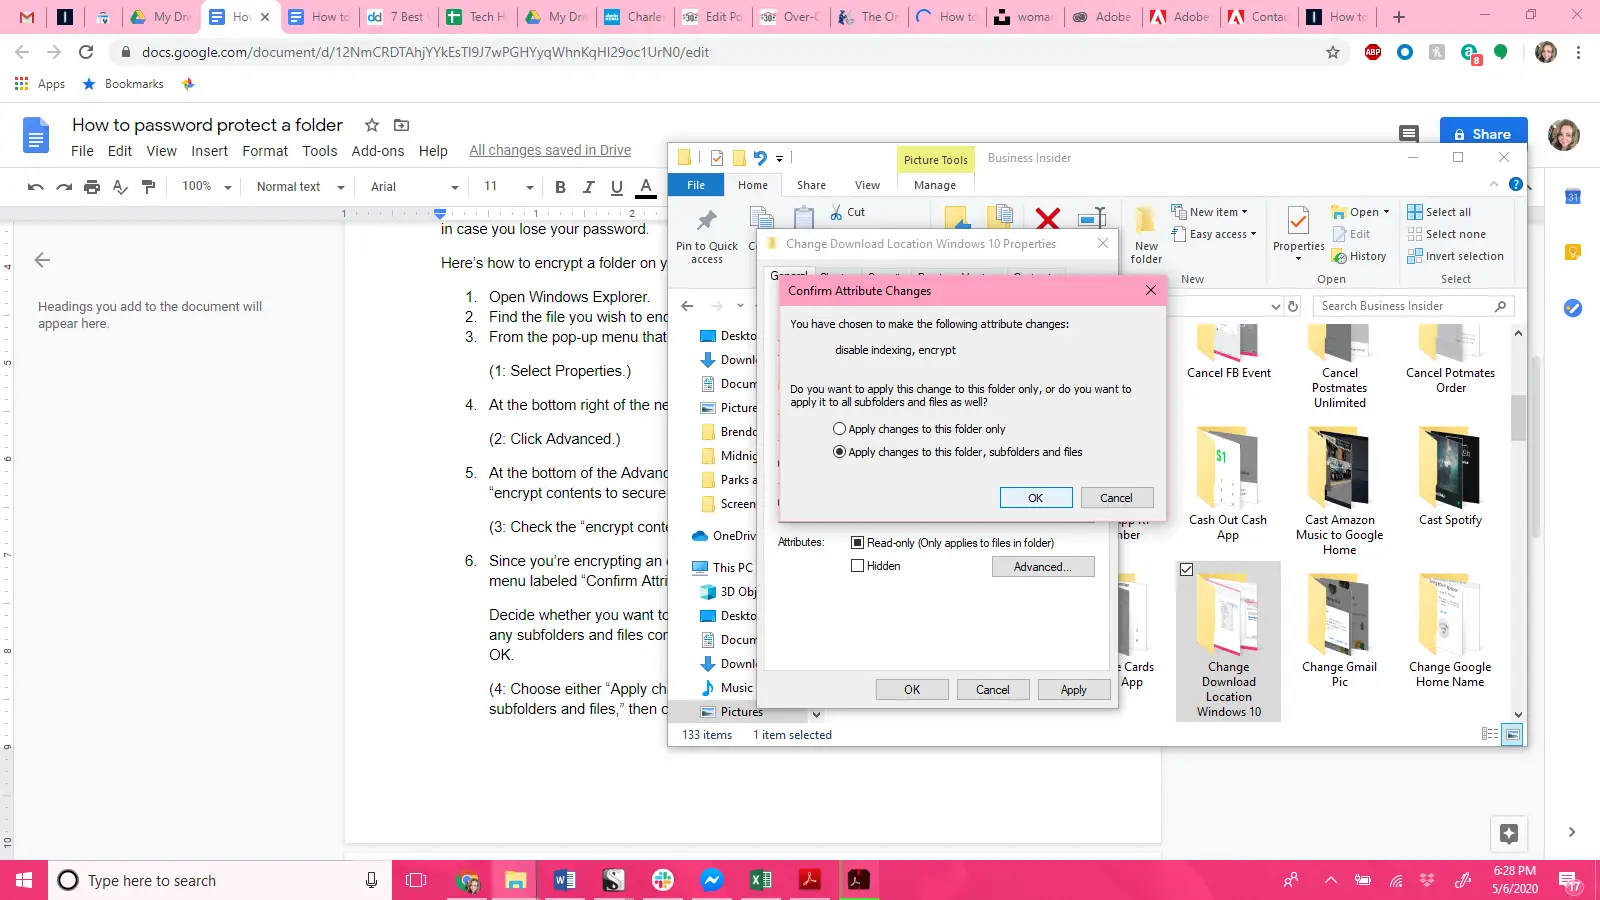 My Dri
How
How to
7 Best
Tech H
My Dri
Charle
Edit Po
Over-C
The O
How to
woma
Adobe
Adobe
Contac
How to
docs.google.com/document/d/12NmCRDTAhjYYkEsTl9J7wPGHYyqWhnKqHI29oc1UrN0/edit
ABP
8
Apps
Bookmarks
How to password protect a folder
File Edit View Insert Format Tools Add-ons Help
All changes saved in Drive
Share
100%
Normal text
Arial
11
B I U A
Headings you add to the document will
appear here.
in case you lose your password.
Here's how to encrypt a folder on y
1. Open Windows Explorer.
2. Find the file you wish to enc
3. From the pop-up menu that
(1: Select Properties.)
4. At the bottom right of the ne
(2: Click Advanced.)
5. At the bottom of the Advanc
“encrypt contents to secure
(3: Check the “encrypt conte
6. Since you're encrypting an
menu labeled “Confirm Attri
Decide whether you want to
any subfolders and files con
OK.
(4: Choose either “Apply cha
subfolders and files,” then c
Picture Tools
Business Insider
File Home Share View Manage
Pin to Quick
access
Cut
New
folder
New item
Easy access
New
Properties
Open
Edit
History
Open
Select all
Select none
Invert selection
Select
Search Business Insider
Deskto
Downl
Docum
Picture
Brendo
Midnig
Parks a
Screen
OneDriv
This PC
3D Obj
Deskto
Docum
Downl
Music
Pictures
133 items
1 item selected
Change Download Location Windows 10 Properties
General
Confirm Attribute Changes
You have chosen to make the following attribute changes:
disable indexing, encrypt
Do you want to apply this change to this folder only, or do you want to
apply it to all subfolders and files as well?
Apply changes to this folder only
Apply changes to this folder, subfolders and files
OK
Cancel
Attributes:
Read-only (Only applies to files in folder)
Hidden
Advanced...
OK
Cancel
Apply
Cancel FB Event
Cancel
Postmates
Unlimited
Cancel Potmates
Order
mber
Cash Out Cash
App
Cast Amazon
Music to Google
Home
Cast Spotify
Cards
App
Change
Download
Location
Windows 10
Change Gmail
Pic
Change Google
Home Name
Type here to search
6:28 PM
5/6/2020
17